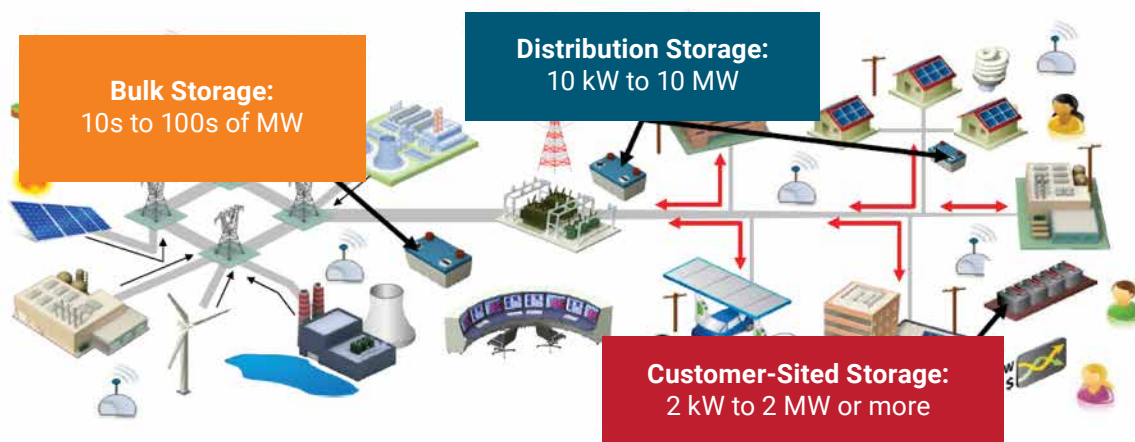 Bulk Storage:
10s to 100s of MW
Distribution Storage:
10 kW to 10 MW
Customer-Sited Storage:
2 kW to 2 MW or more
W
S